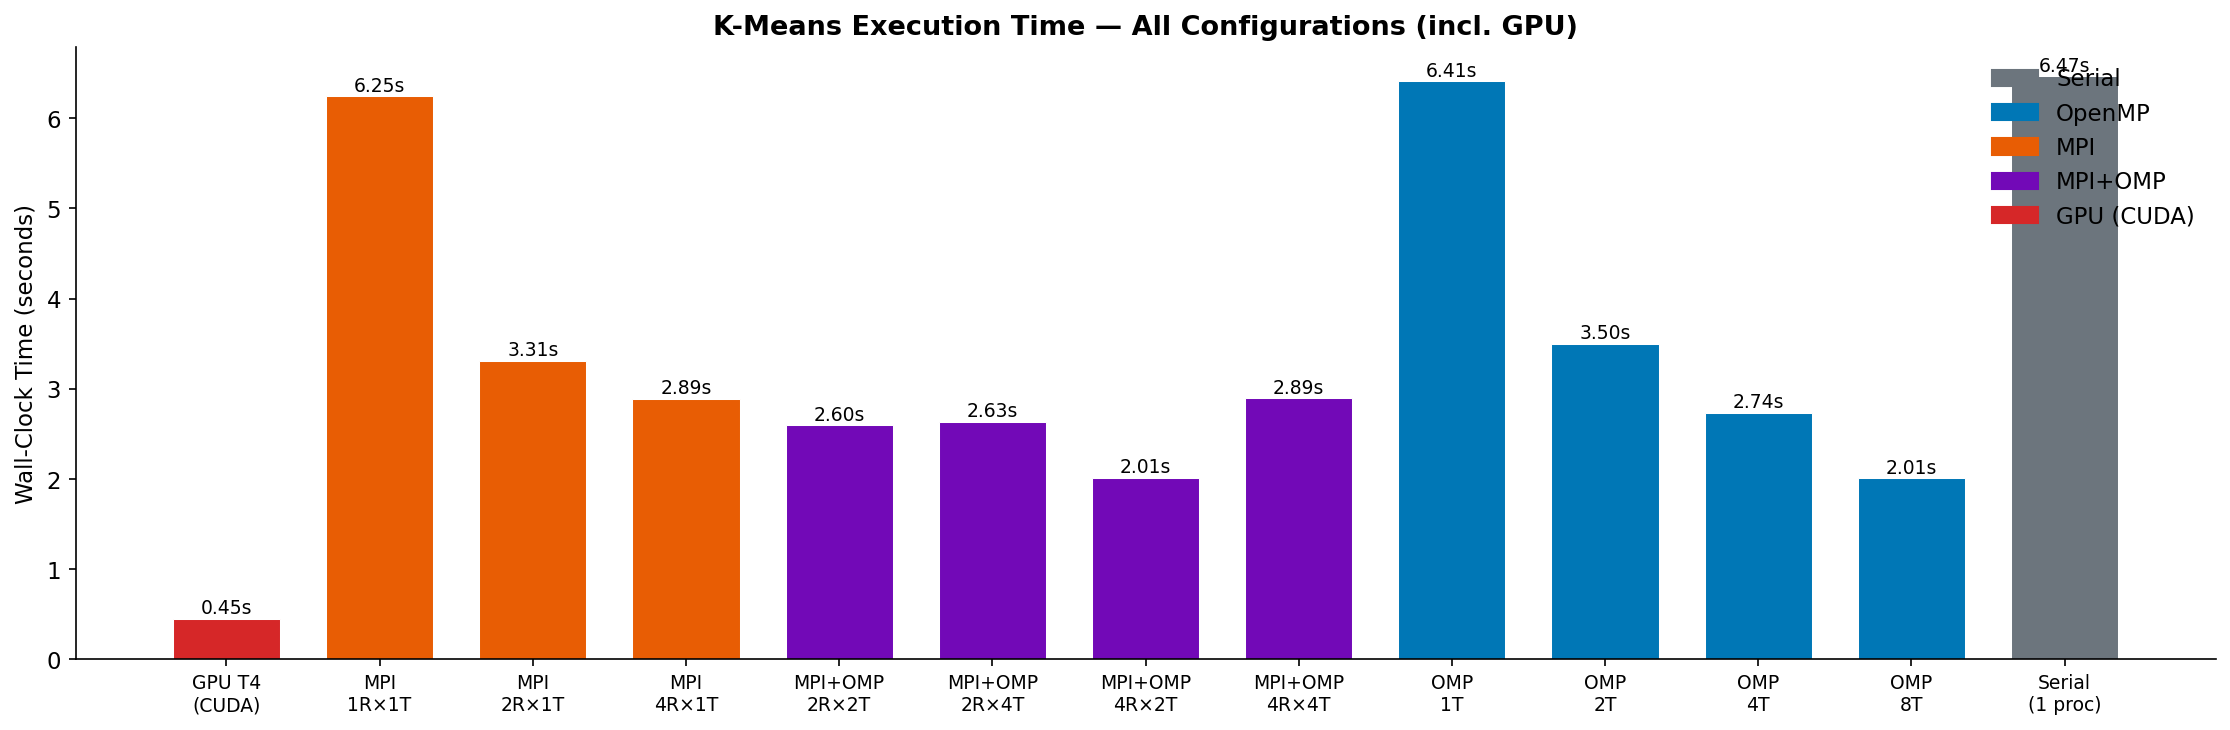 K-Means Execution Time — All Configurations (incl. GPU)
Wall-Clock Time (seconds)
6
5
4
3
2
1
0
0.45s
6.25s
3.31s
2.89s
2.60s
2.63s
2.01s
2.89s
6.41s
3.50s
2.74s
2.01s
6.47s
Serial
OpenMP
MPI
MPI+OMP
GPU (CUDA)
GPU T4
(CUDA)
MPI
1R×1T
MPI
2R×1T
MPI
4R×1T
MPI+OMP
2R×2T
MPI+OMP
2R×4T
MPI+OMP
4R×2T
MPI+OMP
4R×4T
OMP
1T
OMP
2T
OMP
4T
OMP
8T
Serial
(1 proc)